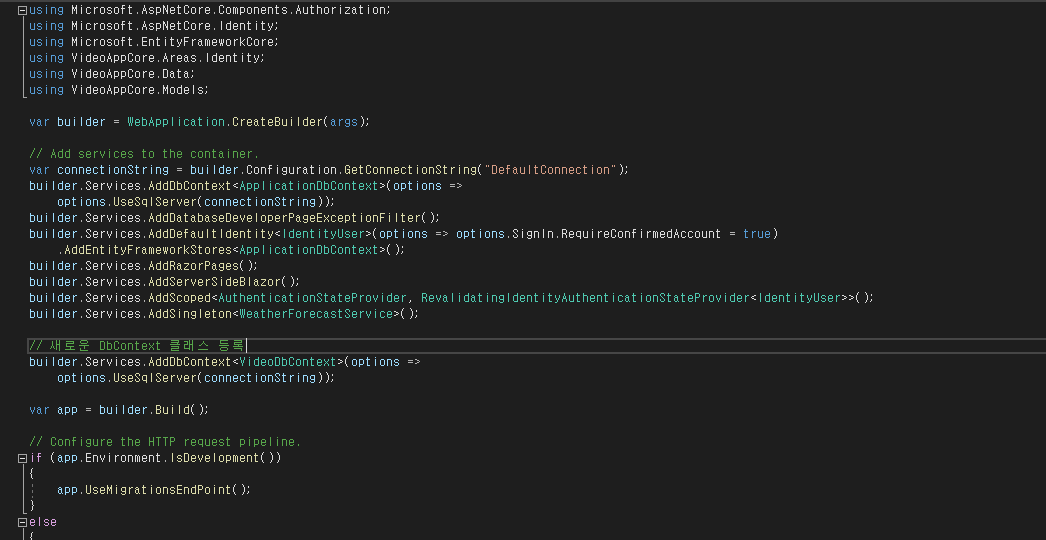 using Microsoft.AspNetCore.Components.Authorization;
using Microsoft.AspNetCore.Identity;
using Microsoft.EntityFrameworkCore;
using VideoAppCore.Areas.Identity;
using VideoAppCore.Data;
using VideoAppCore.Models;

var builder = WebApplication.CreateBuilder(args);

// Add services to the container.
var connectionString = builder.Configuration.GetConnectionString("DefaultConnection");
builder.Services.AddDbContext<ApplicationDbContext>(options =>
    options.UseSqlServer(connectionString));
builder.Services.AddDatabaseDeveloperPageExceptionFilter();
builder.Services.AddDefaultIdentity<IdentityUser>(options => options.SignIn.RequireConfirmedAccount = true)
    .AddEntityFrameworkStores<ApplicationDbContext>();
builder.Services.AddRazorPages();
builder.Services.AddServerSideBlazor();
builder.Services.AddScoped<AuthenticationStateProvider, RevalidatingIdentityAuthenticationStateProvider<IdentityUser>>();
builder.Services.AddSingleton<WeatherForecastService>();

// 새로운 DbContext 클래스 등록
builder.Services.AddDbContext<VideoDbContext>(options =>
    options.UseSqlServer(connectionString));

var app = builder.Build();

// Configure the HTTP request pipeline.
if (app.Environment.IsDevelopment())
{
    app.UseMigrationsEndPoint();
}
else
{